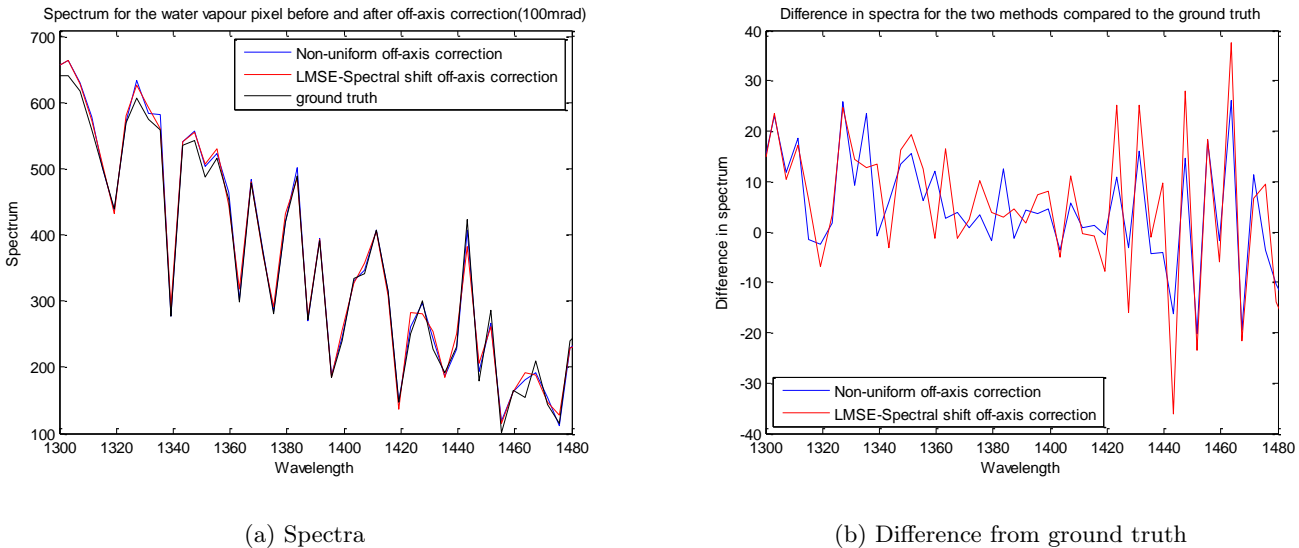 Spectrum for the water vapour pixel before and after off-axis correction(100mrad)
700
600
500
400
300
200
100
Spectrum
Non-uniform off-axis correction
LMSE-Spectral shift off-axis correction
ground truth
1300 1320 1340 1360 1380 1400 1420 1440 1460 1480
Wavelength
(a) Spectra
Difference in spectra for the two methods compared to the ground truth
40
30
20
10
0
-10
-20
-30
-40
Difference in spectrum
Non-uniform off-axis correction
LMSE-Spectral shift off-axis correction
1300 1320 1340 1360 1380 1400 1420 1440 1460 1480
Wavelength
(b) Difference from ground truth